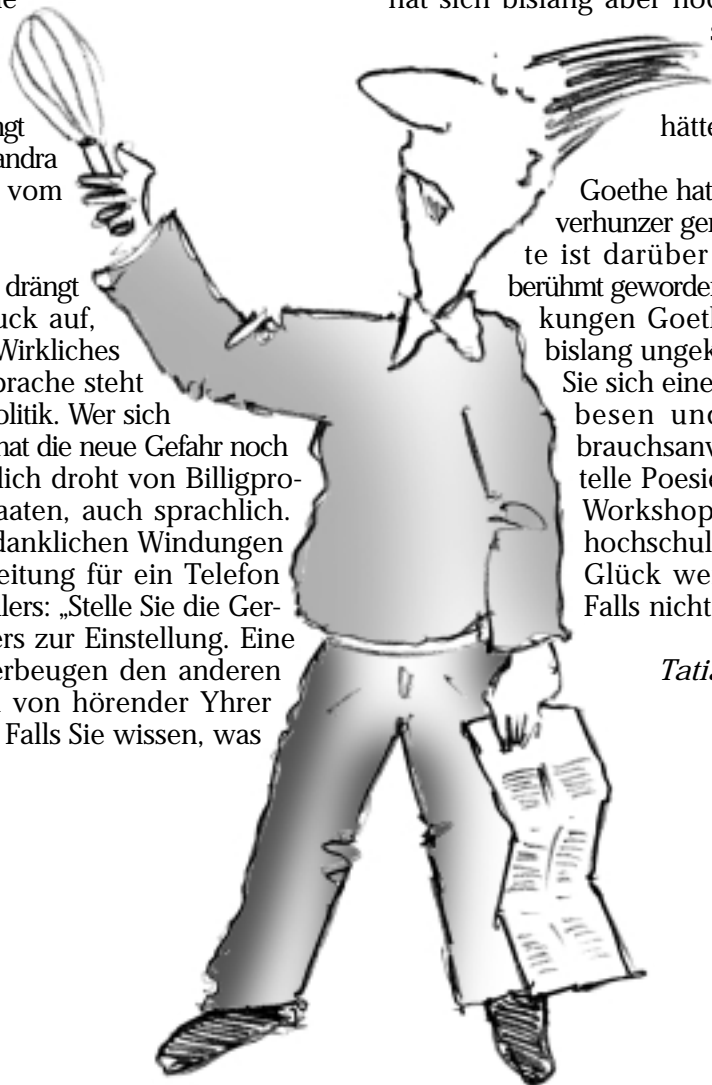 ngt
andra
vom
drängt
uck auf,
Wirkliches
prache steht
olitik. Wer sich
hat die neue Gefahr noch
lich droht von Billigpro-
aaten, auch sprachlich.
danklichen Windungen
eitung für ein Telefon
llers: „Stelle Sie die Ger-
ers zur Einstellung. Eine
erbeugen den anderen
von hörender Yhrer
Falls Sie wissen, was
hat sich bislang aber noc
hätte
Goethe hat
verhunzer ger
te ist darüber
berühmt geworde
kungen Goeth
bislang ungek
Sie sich eine
besen und
brauchsanw
telle Poesie
Workshop
hochschul
Glück we
Falls nicht
Tatia